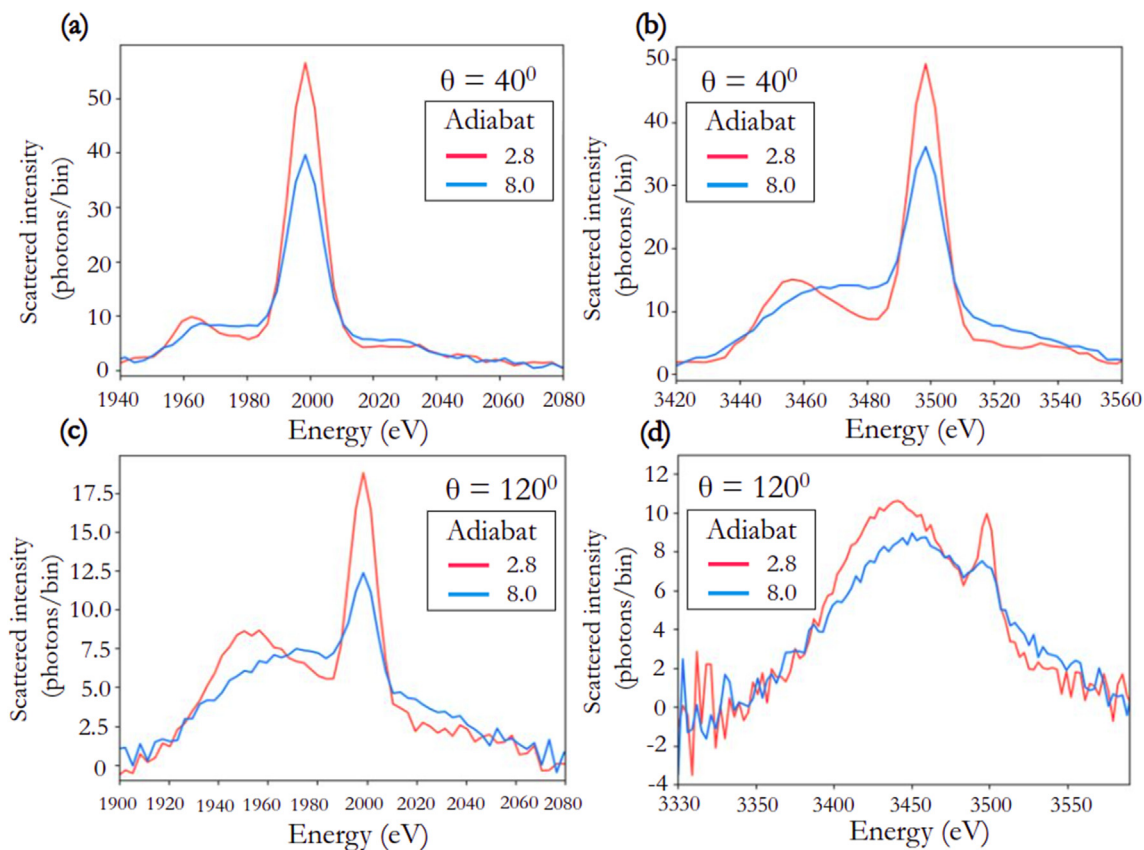 (a)
θ = 40⁰
Adiabat
2.8
8.0
Scattered intensity
(photons/bin)
50
40
30
20
10
0
1940 1960 1980 2000 2020 2040 2060 2080
Energy (eV)
(b)
θ = 40⁰
Adiabat
2.8
8.0
Scattered intensity
(photons/bin)
50
40
30
20
10
0
3420 3440 3460 3480 3500 3520 3540 3560
Energy (eV)
(c)
θ = 120⁰
Adiabat
2.8
8.0
Scattered intensity
(photons/bin)
17.5
15.0
12.5
10.0
7.5
5.0
2.5
0
1900 1920 1940 1960 1980 2000 2020 2040 2060 2080
Energy (eV)
(d)
θ = 120⁰
Adiabat
2.8
8.0
Scattered intensity
(photons/bin)
12
10
8
6
4
2
0
-2
-4
3330 3350 3400 3450 3500 3550
Energy (eV)